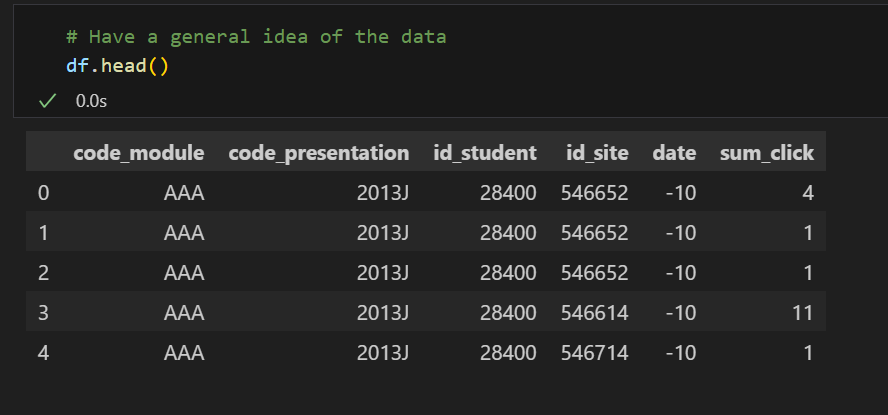 # Have a general idea of the data
df.head()
0.0s
code_module code_presentation id_student id_site date sum_click
0 AAA 2013J 28400 546652 -10 4
1 AAA 2013J 28400 546652 -10 1
2 AAA 2013J 28400 546652 -10 1
3 AAA 2013J 28400 546614 -10 11
4 AAA 2013J 28400 546714 -10 1